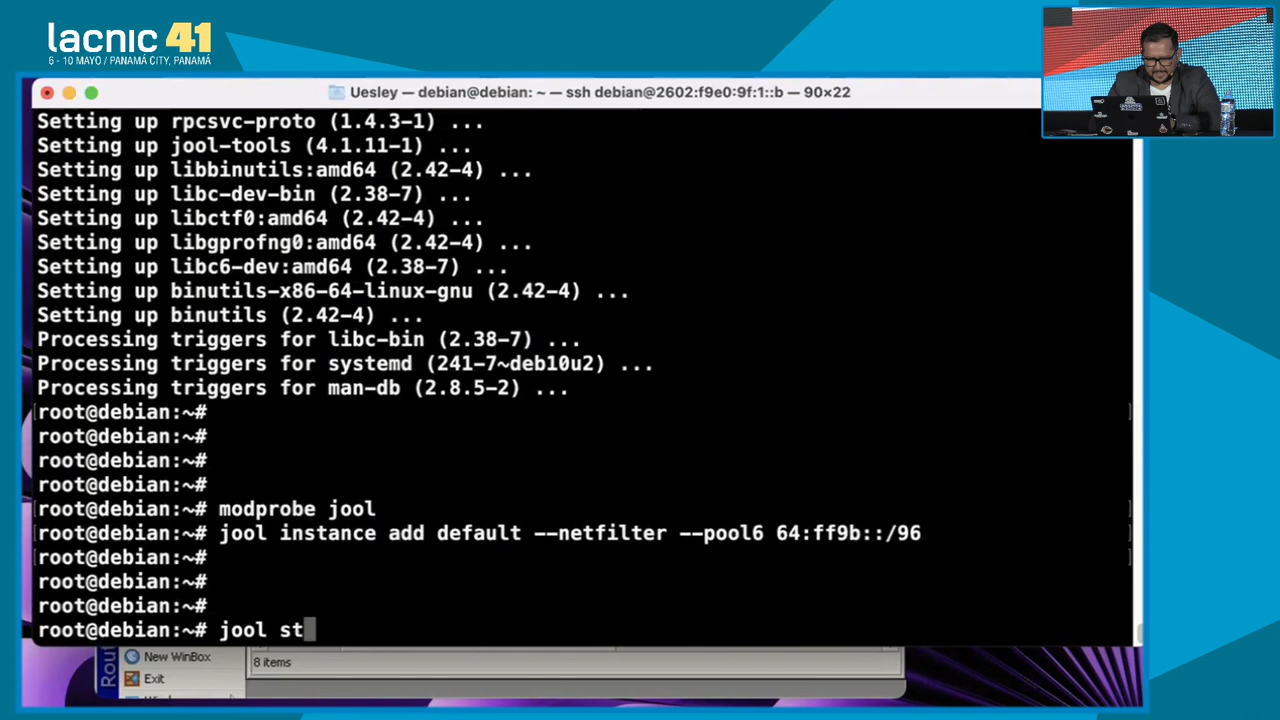 lacnic 41
6 - 10 MAYO / PANAMÁ CITY, PANAMÁ
Uesley — debian@debian: ~ — ssh debian@2602:f9e0:9f:1::b — 90×22
Setting up rpcsvc-proto (1.4.3-1) ...
Setting up jool-tools (4.1.11-1) ...
Setting up libbinutils:amd64 (2.42-4) ...
Setting up libc-dev-bin (2.38-7) ...
Setting up libctf0:amd64 (2.42-4) ...
Setting up libgprofng0:amd64 (2.42-4) ...
Setting up libc6-dev:amd64 (2.38-7) ...
Setting up binutils-x86-64-linux-gnu (2.42-4) ...
Setting up binutils (2.42-4) ...
Processing triggers for libc-bin (2.38-7) ...
Processing triggers for systemd (241-7~deb10u2) ...
Processing triggers for man-db (2.8.5-2) ...
root@debian:~#
root@debian:~#
root@debian:~#
root@debian:~#
root@debian:~# modprobe jool
root@debian:~# jool instance add default --netfilter --pool6 64:ff9b::/96
root@debian:~#
root@debian:~#
root@debian:~#
root@debian:~# jool st
New WinBox
8 items
Exit